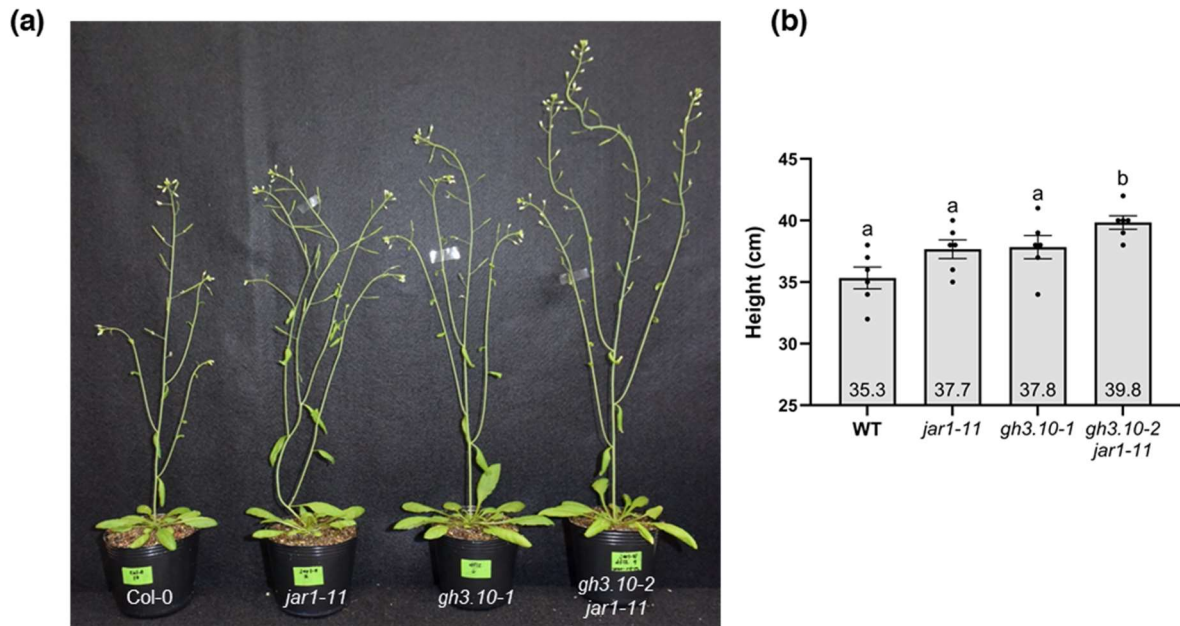 (a)
Col-0
jar1-11
gh3.10-1
gh3.10-2
jar1-11
(b)
Height (cm)
45
40
35
30
25
a
a
a
b
35.3
37.7
37.8
39.8
WT
jar1-11
gh3.10-1
gh3.10-2
jar1-11